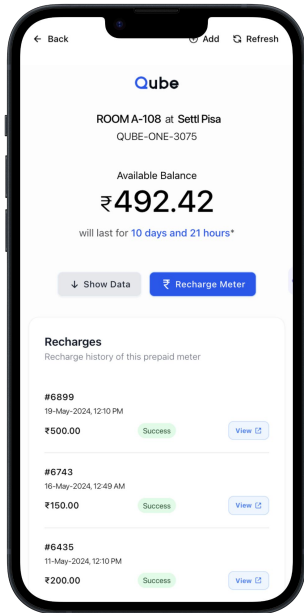 ← Back
Add
Refresh
Qube
ROOM A-108 at Settl Pisa
QUBE-ONE-3075
Available Balance
₹492.42
will last for 10 days and 21 hours*
↓ Show Data
₹ Recharge Meter
Recharges
Recharge history of this prepaid meter
#6899
19-May-2024, 12:10 PM
₹500.00 Success View
#6743
16-May-2024, 12:49 AM
₹150.00 Success View
#6435
11-May-2024, 12:10 PM
₹200.00 Success View